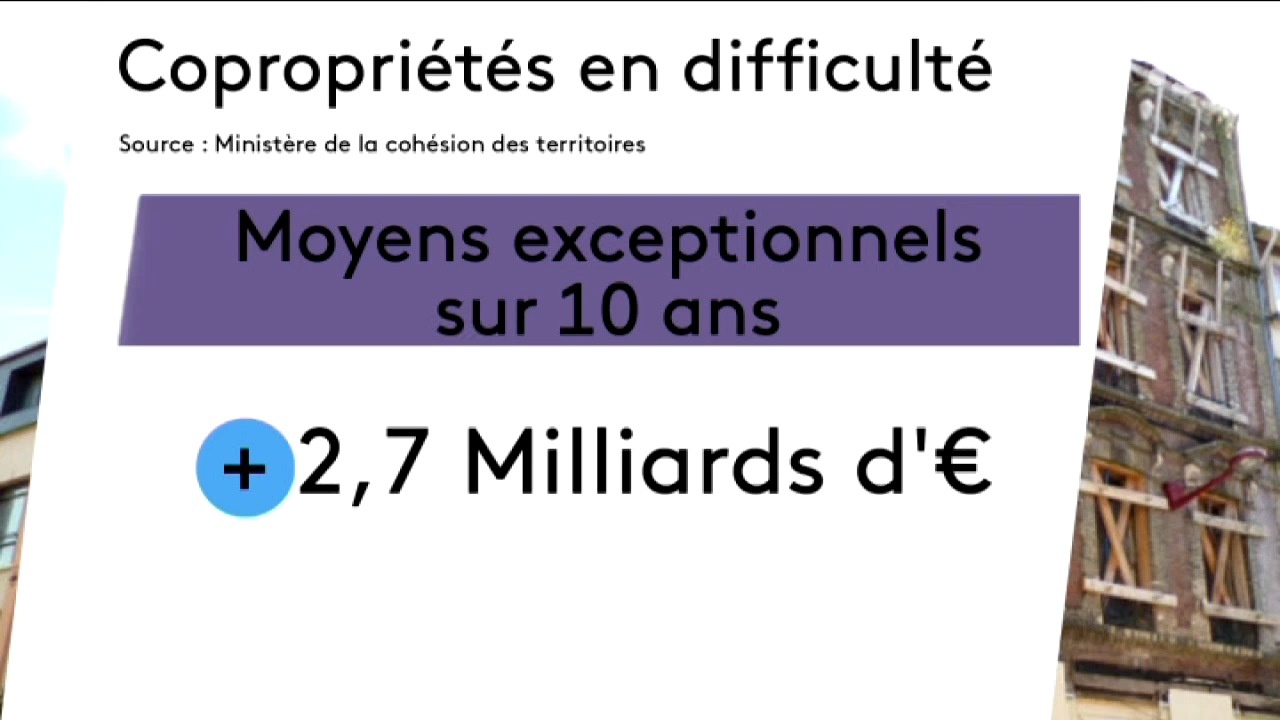 Copropriétés en difficulté
Source : Ministère de la cohésion des territoires
Moyens exceptionnels
sur 10 ans
+ 2,7 Milliards d'€